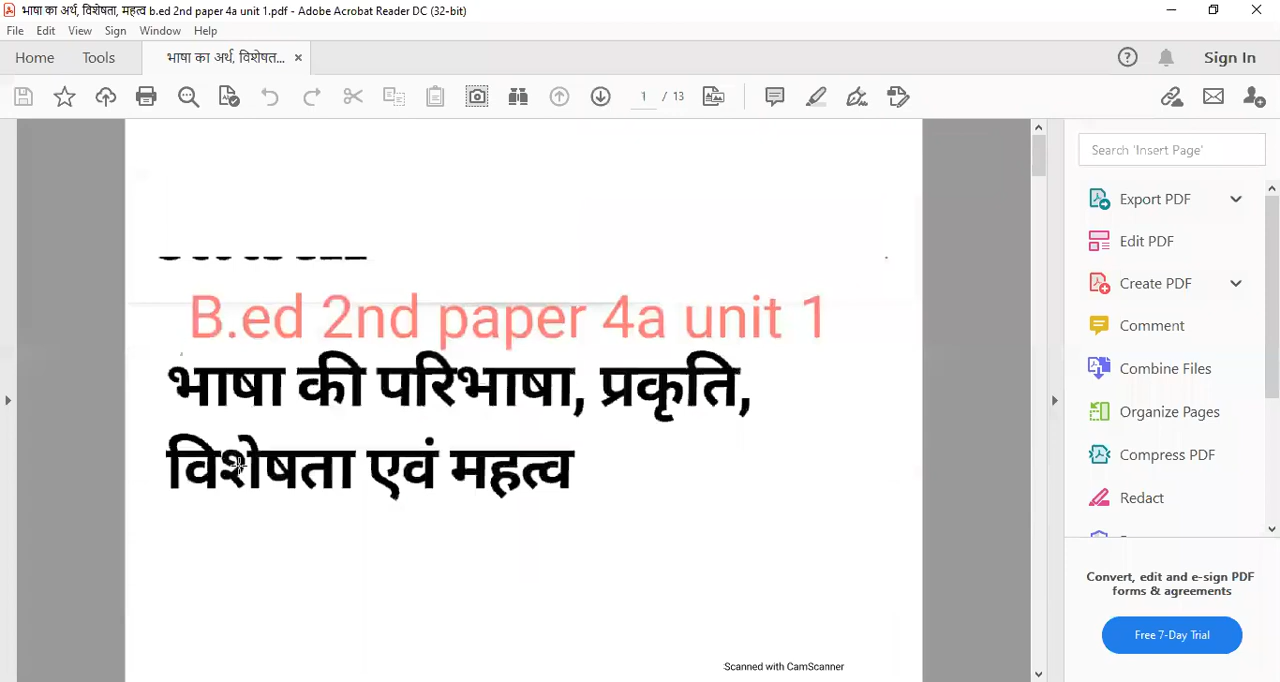 भाषा का अर्थ, विशेषता, महत्व b.ed 2nd paper 4a unit 1.pdf - Adobe Acrobat Reader DC (32-bit)
File Edit View Sign Window Help
Home Tools भाषा का अर्थ, विशेषत... × Sign In
1 / 13
Search 'Insert Page'
Export PDF
Edit PDF
Create PDF
Comment
Combine Files
Organize Pages
Compress PDF
Redact
Convert, edit and e-sign PDF
forms & agreements
Free 7-Day Trial
B.ed 2nd paper 4a unit 1
भाषा की परिभाषा, प्रकृति,
विशेषता एवं महत्व
Scanned with CamScanner